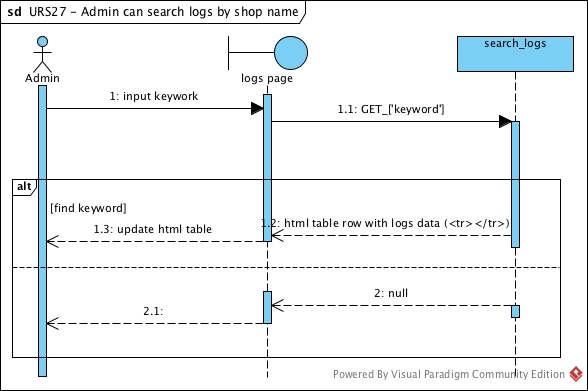 sd URS27 - Admin can search logs by shop name
search_logs
Admin
logs page
1: input keywork
1.1: GET_['keyword']
alt
[find keyword]
1.2: html table row with logs data (<tr></tr>)
1.3: update html table
2: null
2.1:
Powered By Visual Paradigm Community Edition